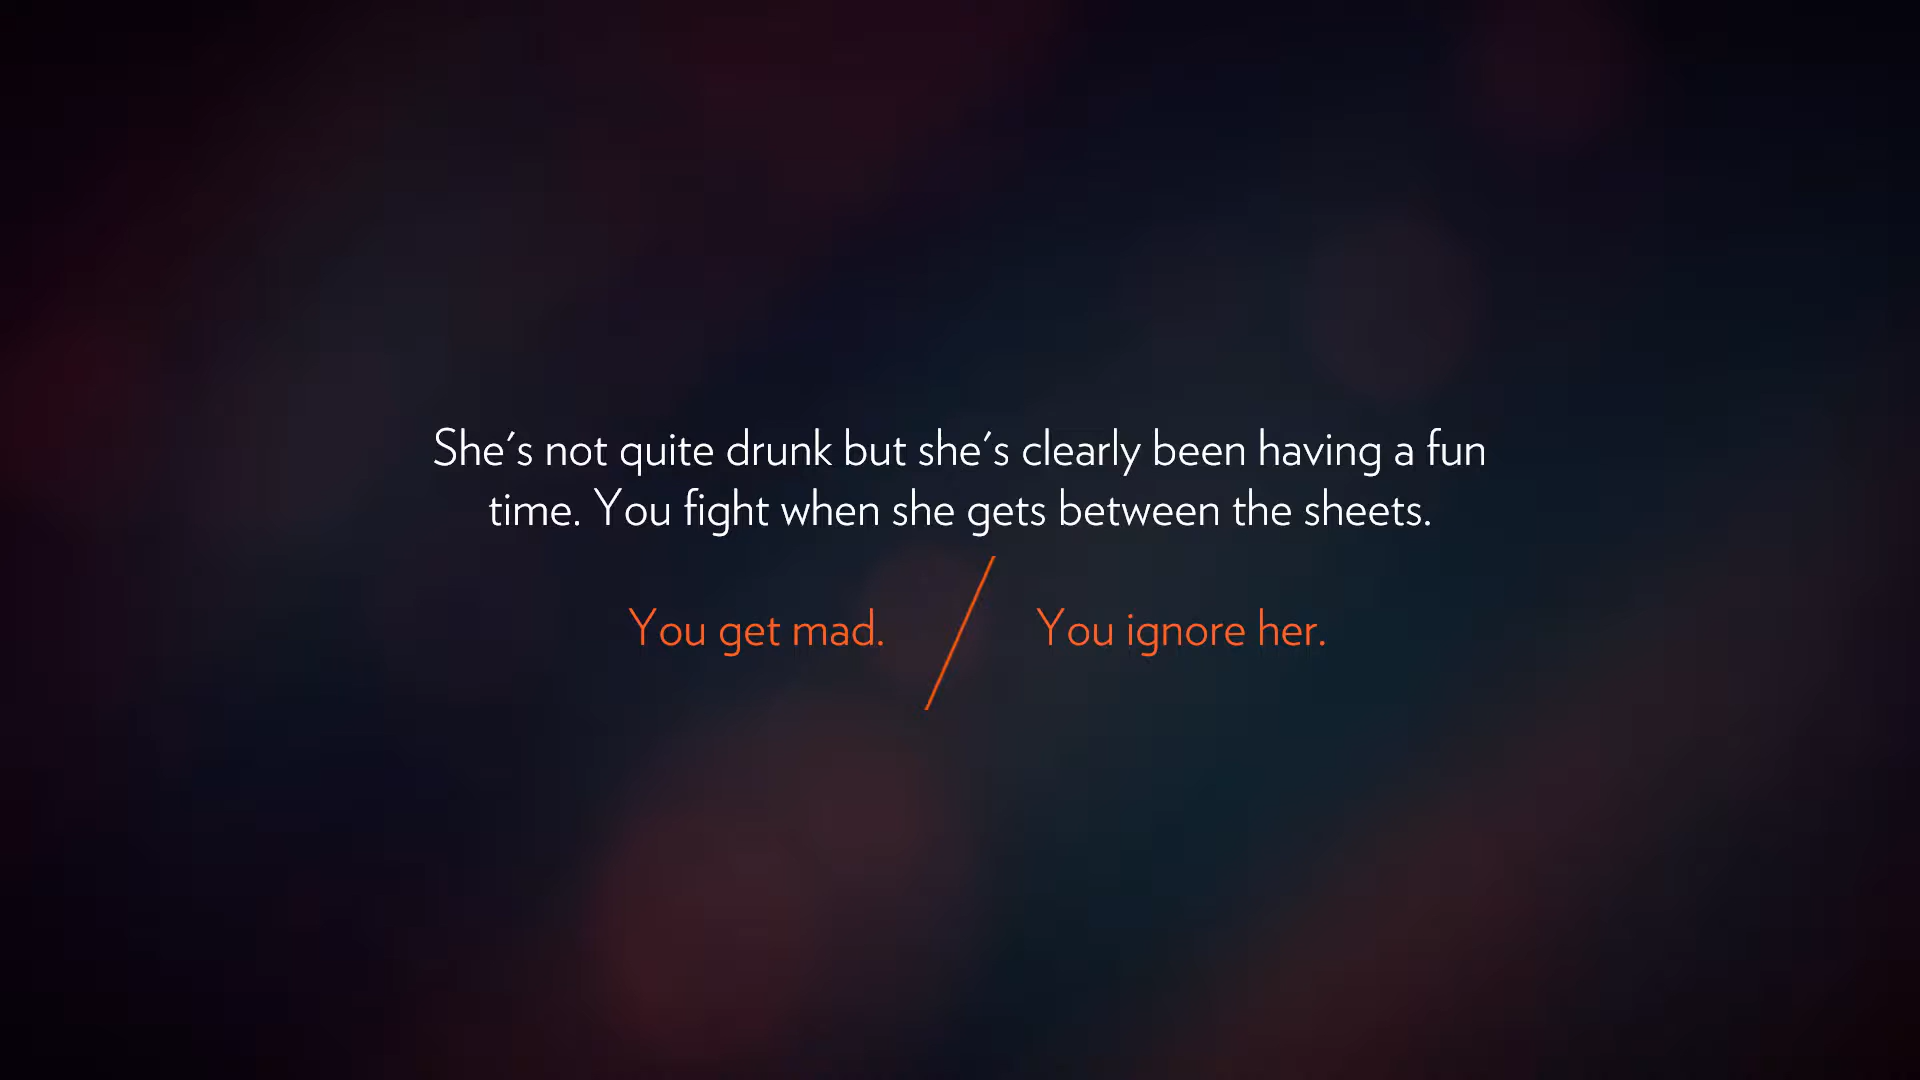 She's not quite drunk but she's clearly been having a fun
time. You fight when she gets between the sheets.
You get mad.
You ignore her.